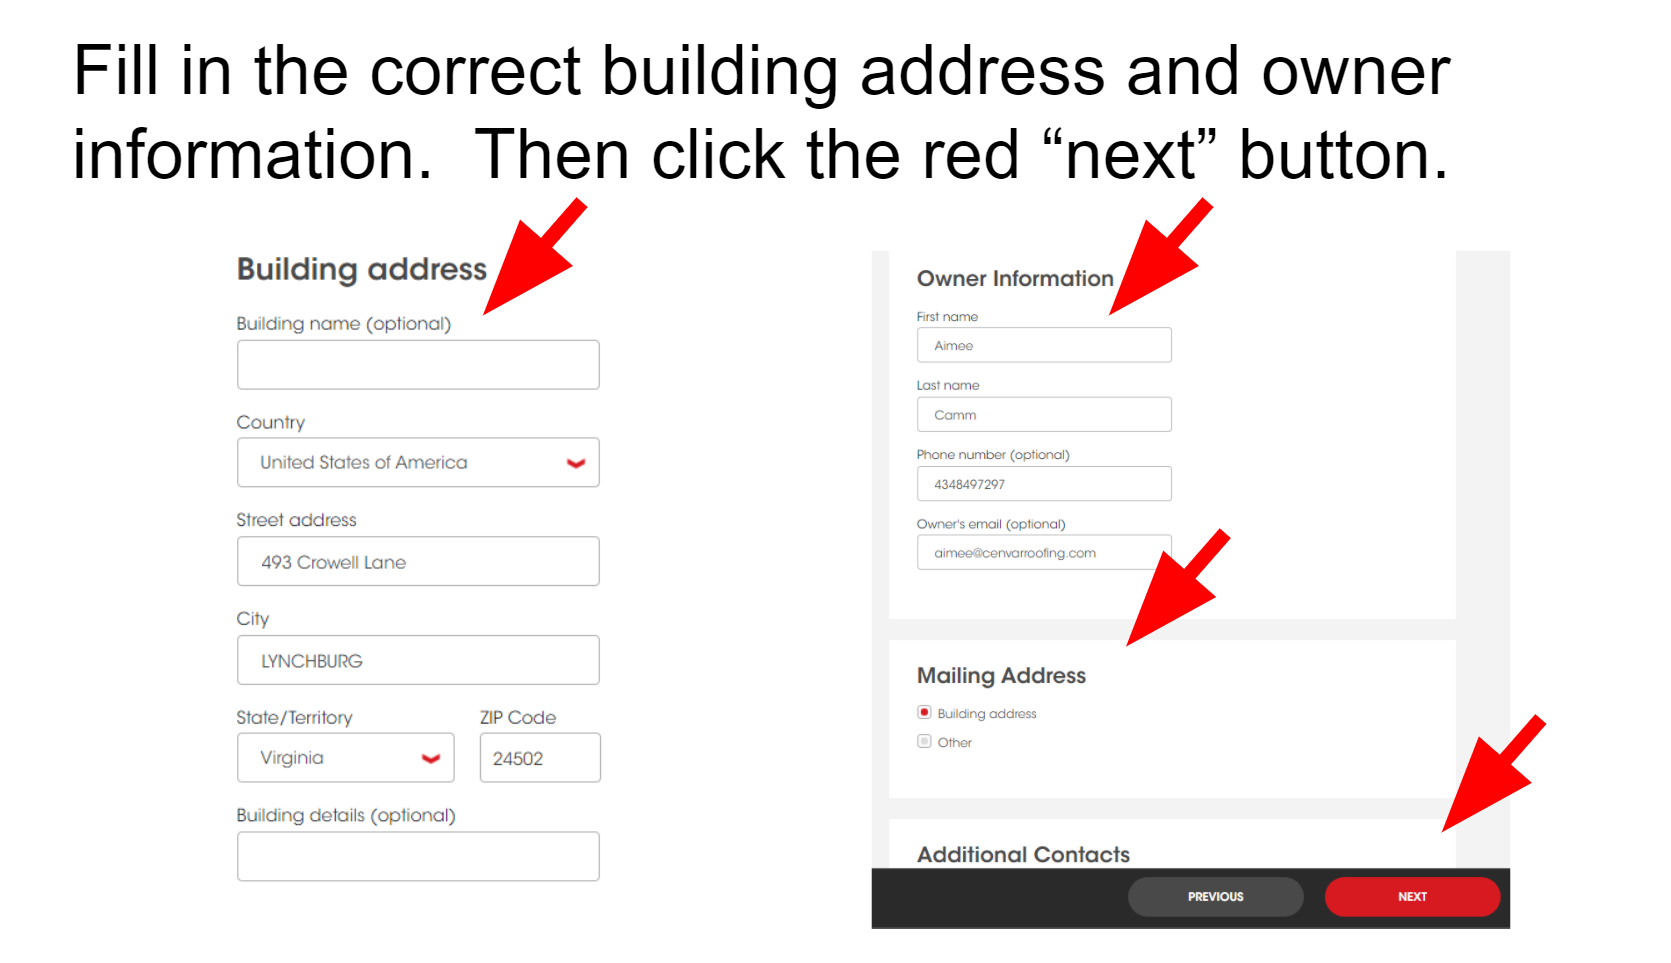 Fill in the correct building address and owner
information.  Then click the red “next” button.
Building address
Building name (optional)
Country
United States of America
Street address
493 Crowell Lane
City
LYNCHBURG
State/Territory
ZIP Code
Virginia
24502
Building details (optional)
Owner Information
First name
Aimee
Last name
Camm
Phone number (optional)
4348497297
Owner's email (optional)
aimee@cenvarroofing.com
Mailing Address
Building address
Other
Additional Contacts
PREVIOUS
NEXT